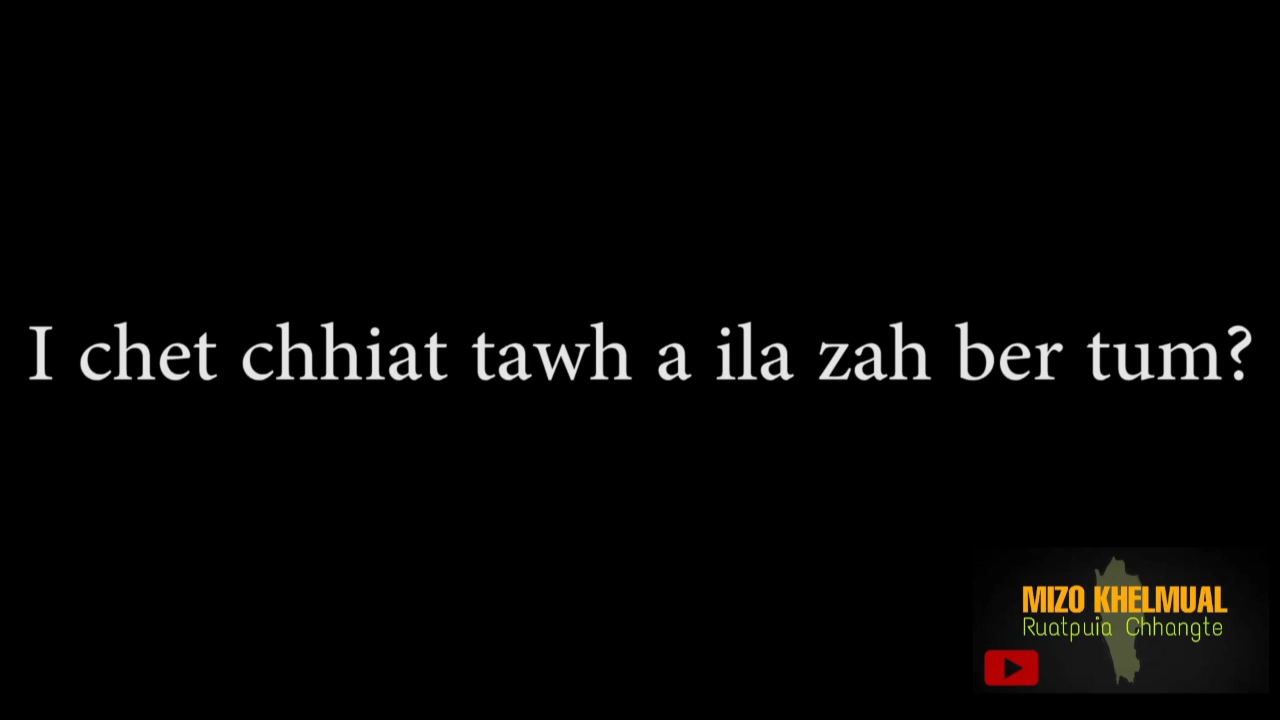 I chet chhiat tawh a ila zah ber tum?
MIZO KHELMUAL
Ruatpuia Chhangte